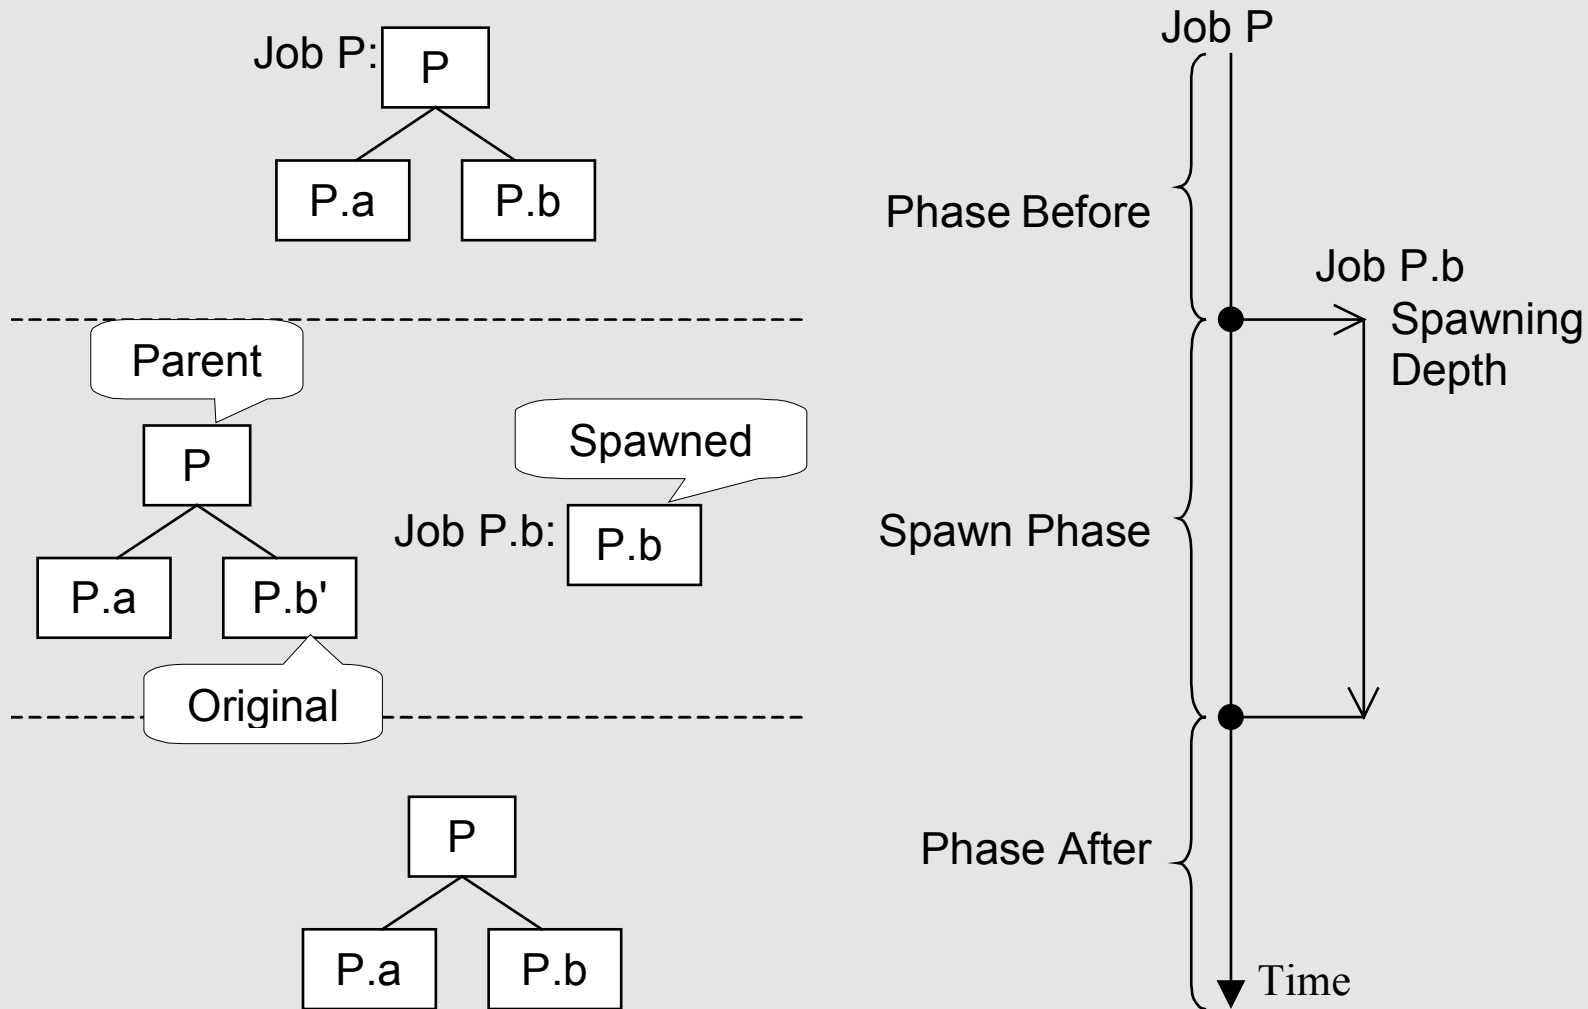 Job P:
P
P.a
P.b
Parent
P
P.a
P.b'
Original
Spawned
Job P.b:
P.b
P
P.a
P.b
Job P
Phase Before
Job P.b
Spawning
Depth
Spawn Phase
Phase After
Time